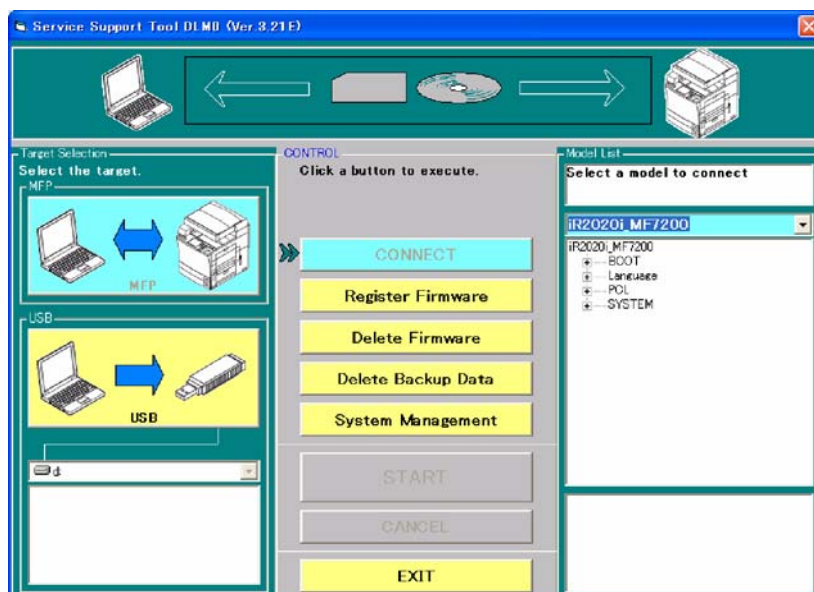 Service Support Tool DLM0 (Ver.3.21E)
Target Selection
Select the target.
MFP
MFP
USB
USB
d:
CONTROL
Click a button to execute.
CONNECT
Register Firmware
Delete Firmware
Delete Backup Data
System Management
START
CANCEL
EXIT
Model List
Select a model to connect
iR2020i_MF7200
iR2020i_MF7200
BOOT
Language
PCL
SYSTEM